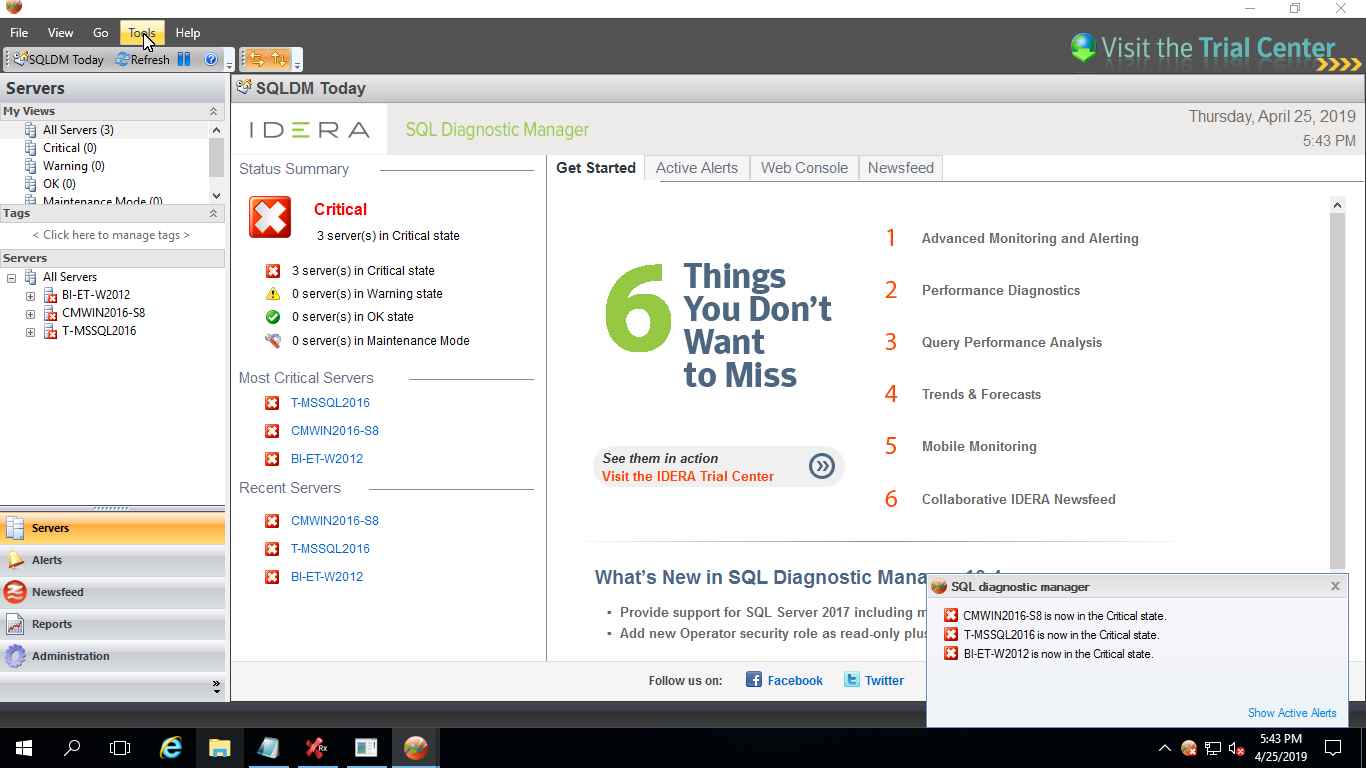 File View Go Tools Help
SQLDM Today Refresh
Visit the Trial Center
Servers
My Views
All Servers (3)
Critical (0)
Warning (0)
OK (0)
Maintenance Mode (0)
Tags
< Click here to manage tags >
Servers
All Servers
BI-ET-W2012
CMWIN2016-S8
T-MSSQL2016
Servers
Alerts
Newsfeed
Reports
Administration
SQLDM Today
IDERA SQL Diagnostic Manager
Thursday, April 25, 2019
5:43 PM
Status Summary
Critical
3 server(s) in Critical state
3 server(s) in Critical state
0 server(s) in Warning state
0 server(s) in OK state
0 server(s) in Maintenance Mode
Most Critical Servers
T-MSSQL2016
CMWIN2016-S8
BI-ET-W2012
Recent Servers
CMWIN2016-S8
T-MSSQL2016
BI-ET-W2012
Get Started Active Alerts Web Console Newsfeed
6 Things
You Don't
Want
to Miss
See them in action
Visit the IDERA Trial Center
1 Advanced Monitoring and Alerting
2 Performance Diagnostics
3 Query Performance Analysis
4 Trends & Forecasts
5 Mobile Monitoring
6 Collaborative IDERA Newsfeed
What's New in SQL Diagnostic Mana
• Provide support for SQL Server 2017 including
• Add new Operator security role as read-only plus
Follow us on: Facebook Twitter
SQL diagnostic manager
CMWIN2016-S8 is now in the Critical state.
T-MSSQL2016 is now in the Critical state.
BI-ET-W2012 is now in the Critical state.
Show Active Alerts
Rx
5:43 PM
4/25/2019